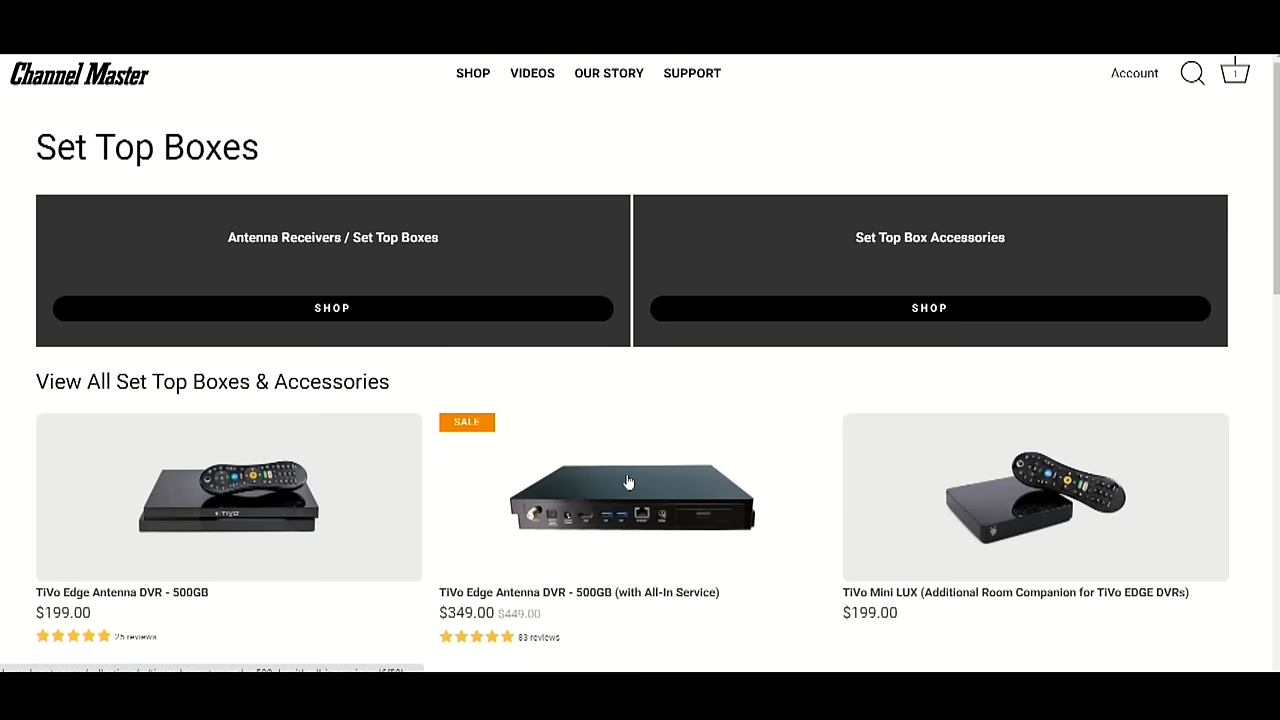 Channel Master
SHOP VIDEOS OUR STORY SUPPORT
Account 1
Set Top Boxes
Antenna Receivers / Set Top Boxes
Set Top Box Accessories
SHOP
SHOP
View All Set Top Boxes & Accessories
SALE
TiVo
TiVo Edge Antenna DVR - 500GB
$199.00
25 reviews
TiVo Edge Antenna DVR - 500GB (with All-In Service)
$349.00 $449.00
83 reviews
TiVo Mini LUX (Additional Room Companion for TiVo EDGE DVRs)
$199.00